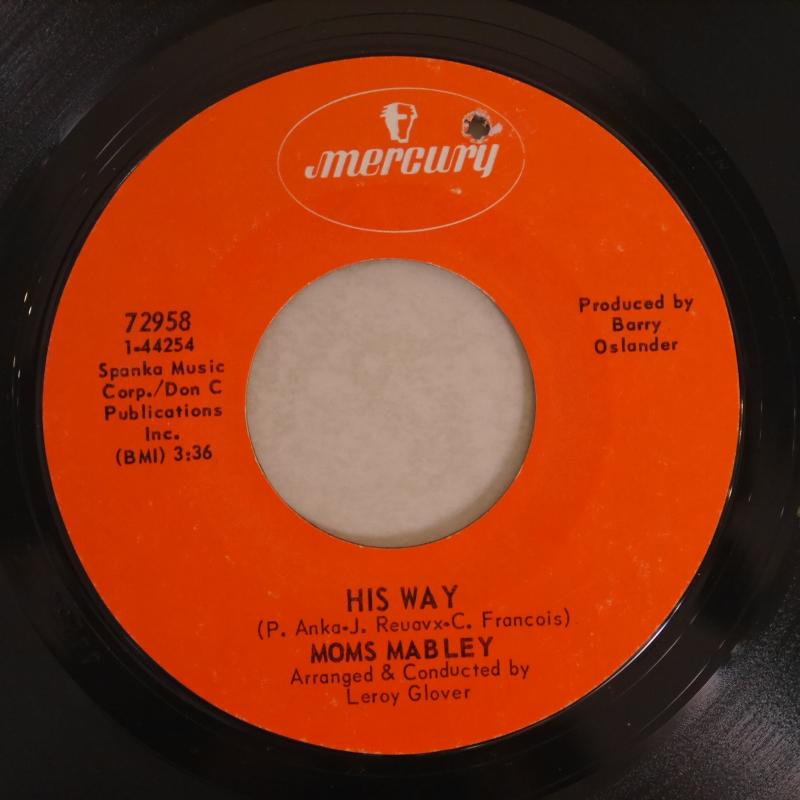 mercury
72958
1-44254
Spanka Music
Corp./Don C
Publications
Inc.
(BMI) 3:36
Produced by
Barry
Oslander
HIS WAY
(P. Anka-J. Reuavx-C. Francois)
MOMS MABLEY
Arranged & Conducted by
Leroy Glover